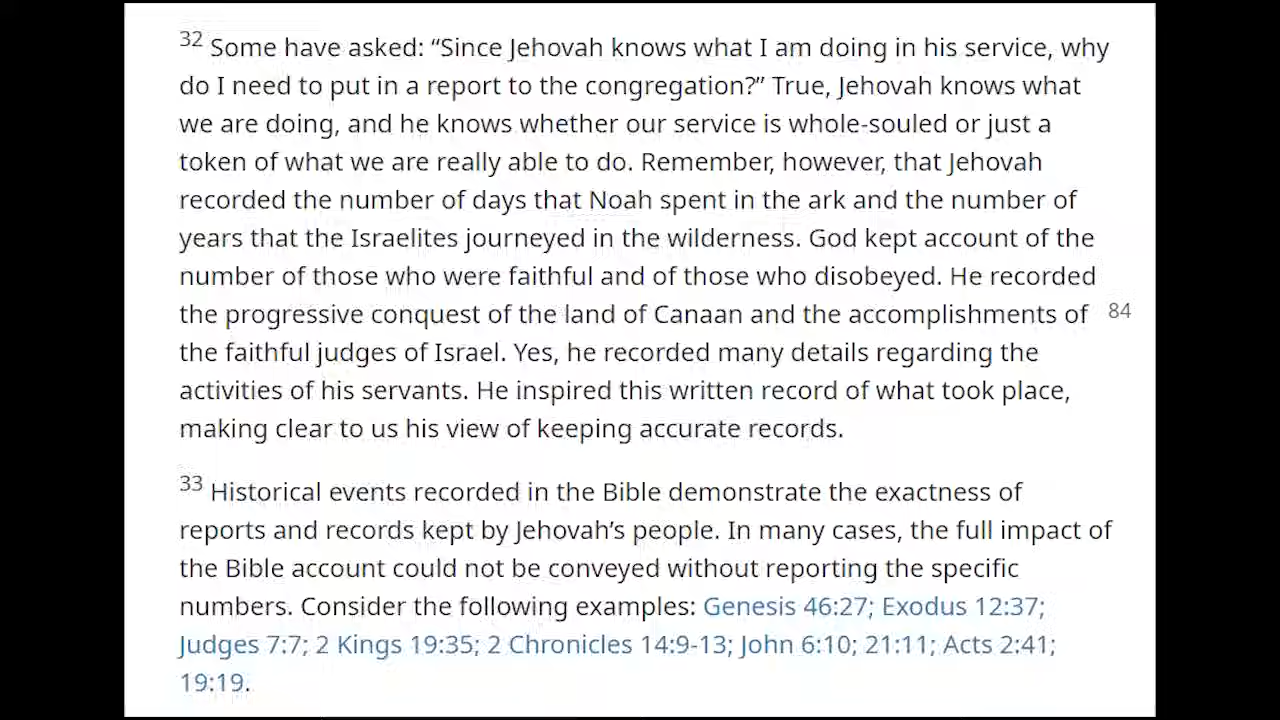 32 Some have asked: “Since Jehovah knows what I am doing in his service, why
do I need to put in a report to the congregation?” True, Jehovah knows what
we are doing, and he knows whether our service is whole-souled or just a
token of what we are really able to do. Remember, however, that Jehovah
recorded the number of days that Noah spent in the ark and the number of
years that the Israelites journeyed in the wilderness. God kept account of the
number of those who were faithful and of those who disobeyed. He recorded
the progressive conquest of the land of Canaan and the accomplishments of 84
the faithful judges of Israel. Yes, he recorded many details regarding the
activities of his servants. He inspired this written record of what took place,
making clear to us his view of keeping accurate records.
33 Historical events recorded in the Bible demonstrate the exactness of
reports and records kept by Jehovah’s people. In many cases, the full impact of
the Bible account could not be conveyed without reporting the specific
numbers. Consider the following examples: Genesis 46:27; Exodus 12:37;
Judges 7:7; 2 Kings 19:35; 2 Chronicles 14:9-13; John 6:10; 21:11; Acts 2:41;
19:19.